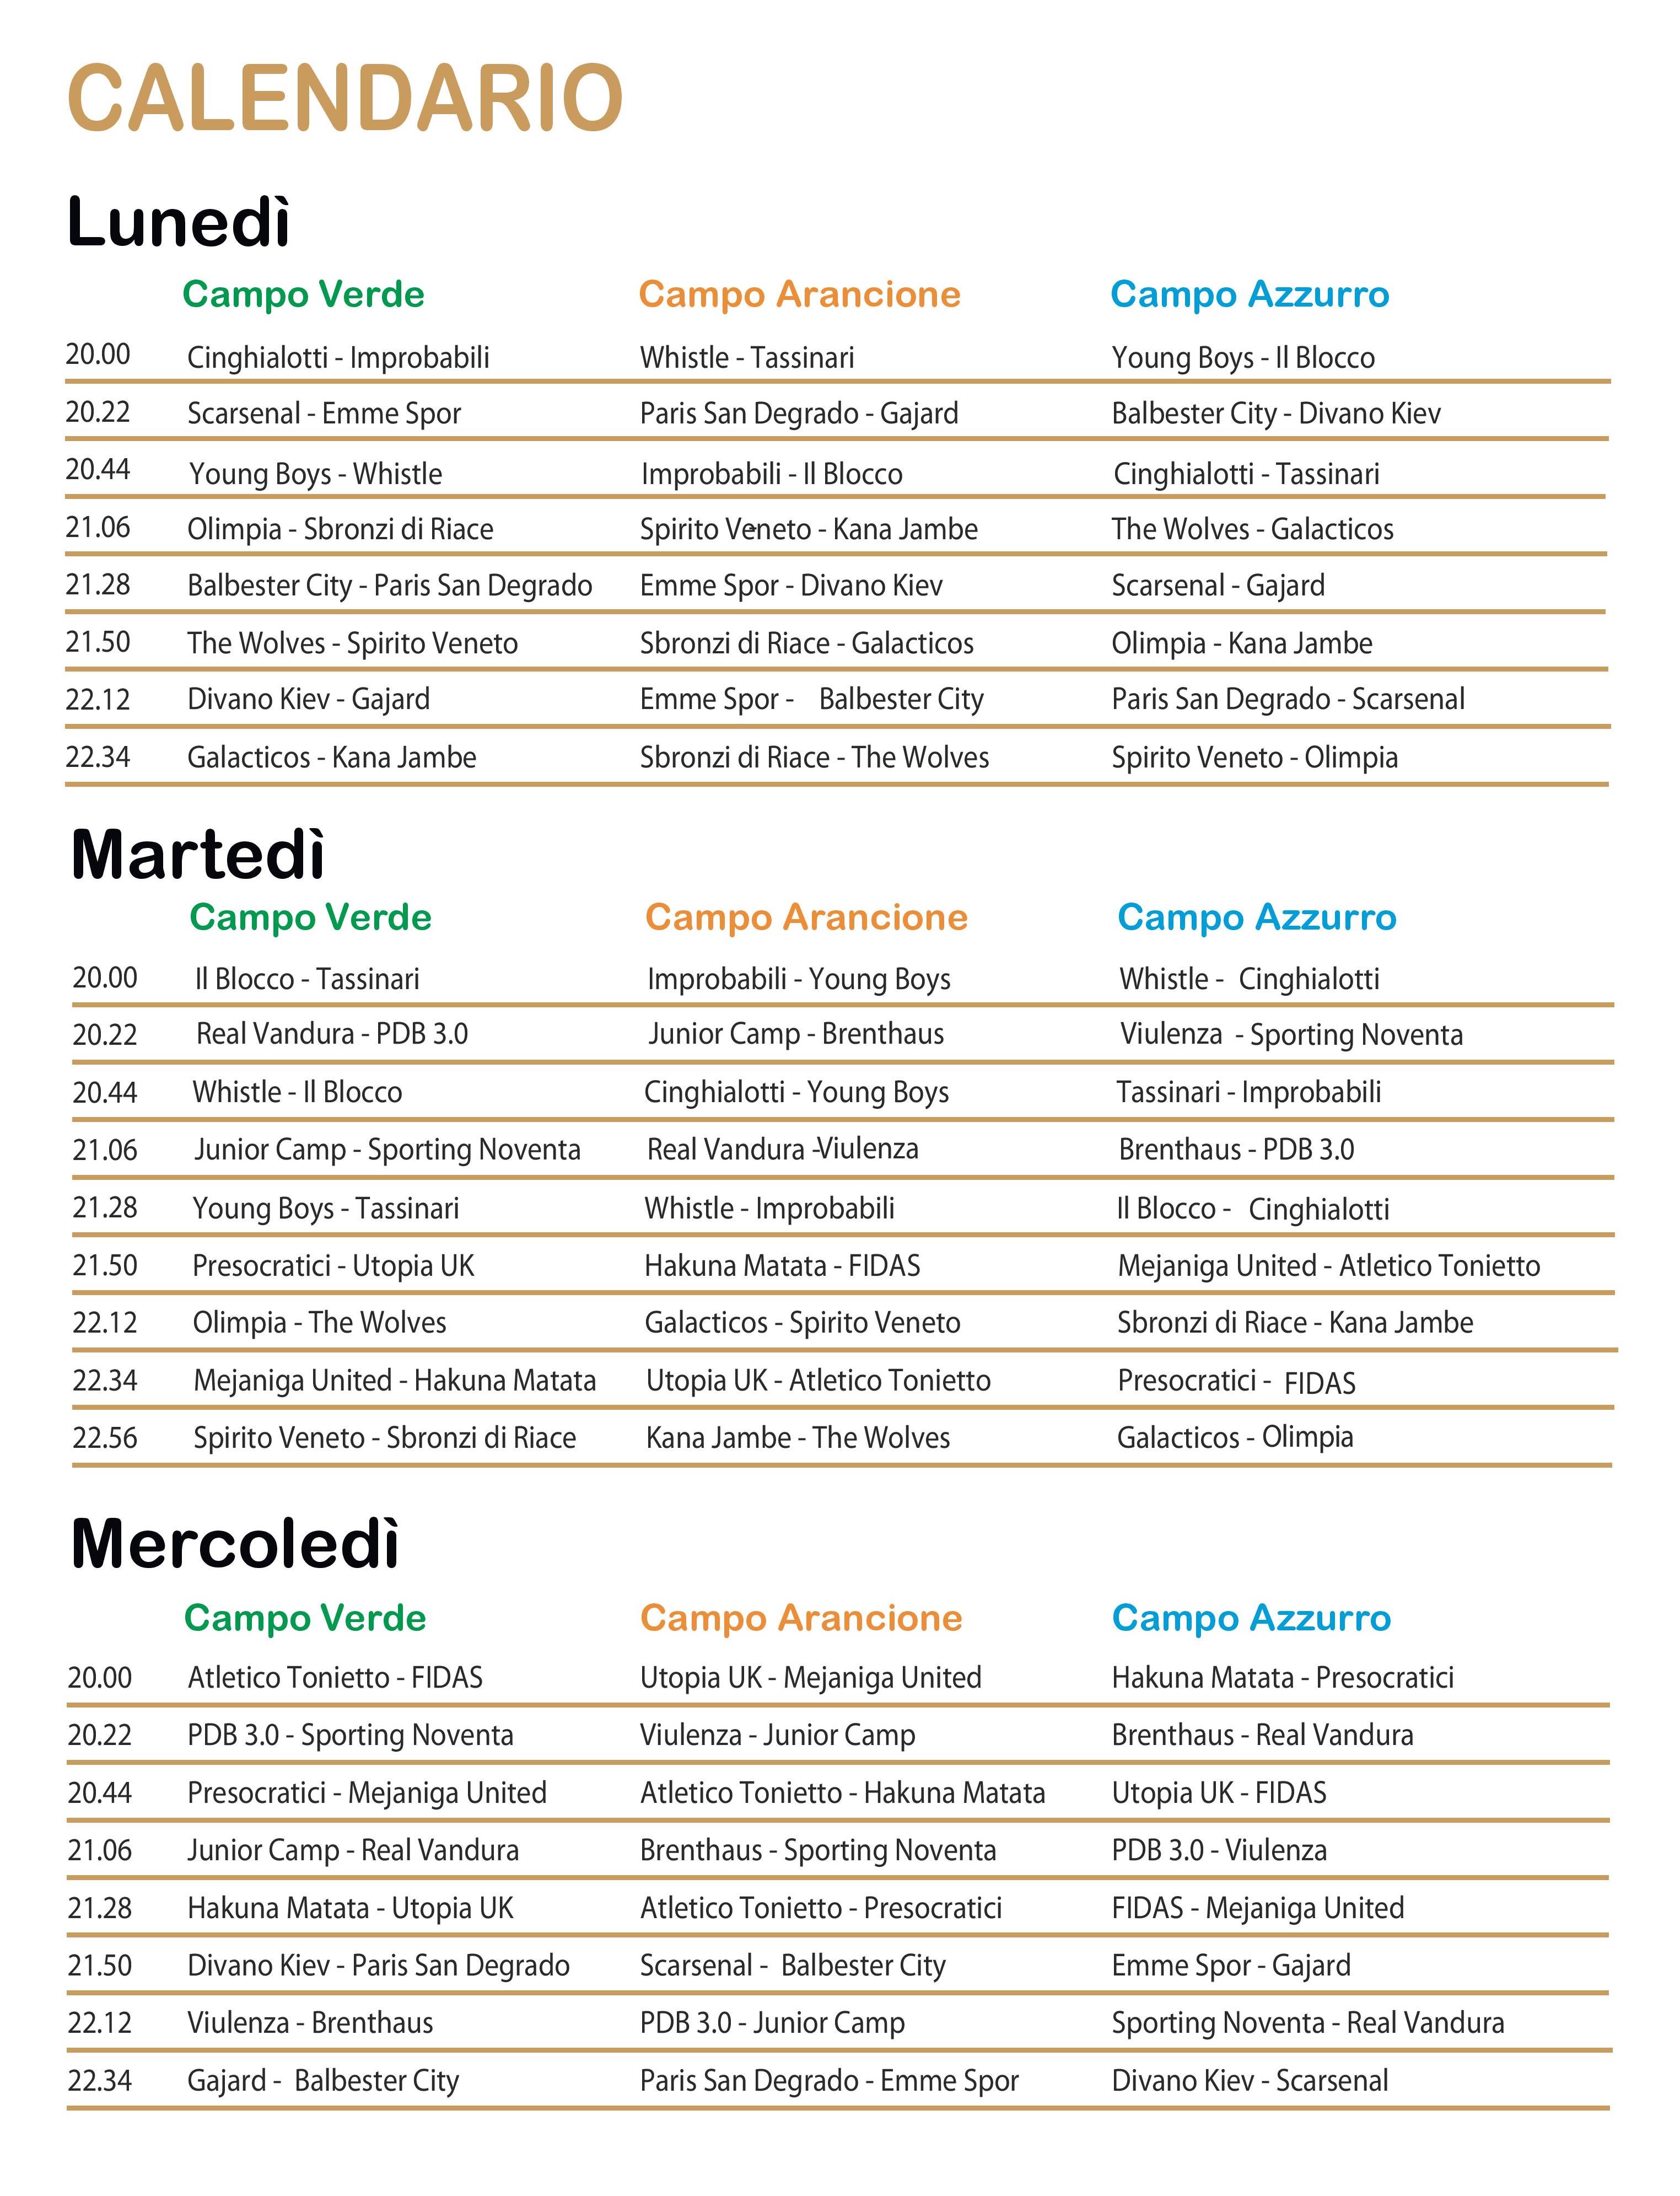 CALENDARIO
Lunedì
Campo Verde Campo Arancione Campo Azzurro
20.00 Cinghialotti - Improbabili Whistle - Tassinari Young Boys - Il Blocco
20.22 Scarsenal - Emme Spor Paris San Degrado - Gajard Balbester City - Divano Kiev
20.44 Young Boys - Whistle Improbabili - Il Blocco Cinghialotti - Tassinari
21.06 Olimpia - Sbronzi di Riace Spirito Veneto - Kana Jambe The Wolves - Galacticos
21.28 Balbester City - Paris San Degrado Emme Spor - Divano Kiev Scarsenal - Gajard
21.50 The Wolves - Spirito Veneto Sbronzi di Riace - Galacticos Olimpia - Kana Jambe
22.12 Divano Kiev - Gajard Emme Spor - Balbester City Paris San Degrado - Scarsenal
22.34 Galacticos - Kana Jambe Sbronzi di Riace - The Wolves Spirito Veneto - Olimpia
Martedì
Campo Verde Campo Arancione Campo Azzurro
20.00 Il Blocco - Tassinari Improbabili - Young Boys Whistle - Cinghialotti
20.22 Real Vandura - PDB 3.0 Junior Camp - Brenthaus Viulenza - Sporting Noventa
20.44 Whistle - Il Blocco Cinghialotti - Young Boys Tassinari - Improbabili
21.06 Junior Camp - Sporting Noventa Real Vandura -Viulenza Brenthaus - PDB 3.0
21.28 Young Boys - Tassinari Whistle - Improbabili Il Blocco - Cinghialotti
21.50 Presocratici - Utopia UK Hakuna Matata - FIDAS Mejaniga United - Atletico Tonietto
22.12 Olimpia - The Wolves Galacticos - Spirito Veneto Sbronzi di Riace - Kana Jambe
22.34 Mejaniga United - Hakuna Matata Utopia UK - Atletico Tonietto Presocratici - FIDAS
22.56 Spirito Veneto - Sbronzi di Riace Kana Jambe - The Wolves Galacticos - Olimpia
Mercoledì
Campo Verde Campo Arancione Campo Azzurro
20.00 Atletico Tonietto - FIDAS Utopia UK - Mejaniga United Hakuna Matata - Presocratici
20.22 PDB 3.0 - Sporting Noventa Viulenza - Junior Camp Brenthaus - Real Vandura
20.44 Presocratici - Mejaniga United Atletico Tonietto - Hakuna Matata Utopia UK - FIDAS
21.06 Junior Camp - Real Vandura Brenthaus - Sporting Noventa PDB 3.0 - Viulenza
21.28 Hakuna Matata - Utopia UK Atletico Tonietto - Presocratici FIDAS - Mejaniga United
21.50 Divano Kiev - Paris San Degrado Scarsenal - Balbester City Emme Spor - Gajard
22.12 Viulenza - Brenthaus PDB 3.0 - Junior Camp Sporting Noventa - Real Vandura
22.34 Gajard - Balbester City Paris San Degrado - Emme Spor Divano Kiev - Scarsenal